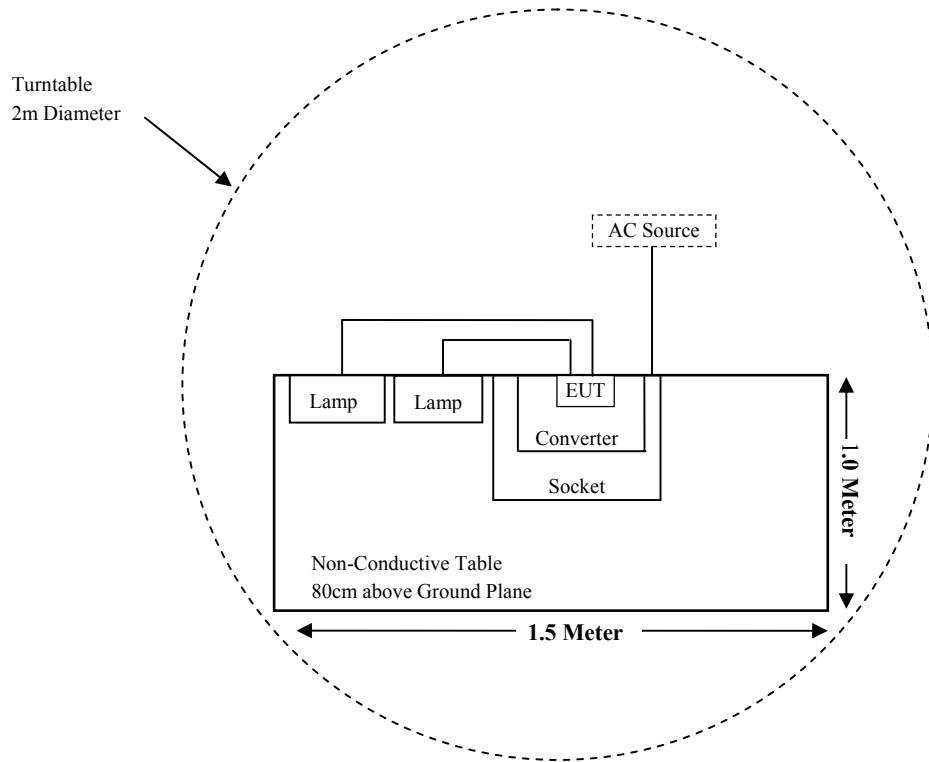 Turntable
2m Diameter
AC Source
Lamp
Lamp
EUT
Converter
Socket
1.0 Meter
Non-Conductive Table
80cm above Ground Plane
1.5 Meter